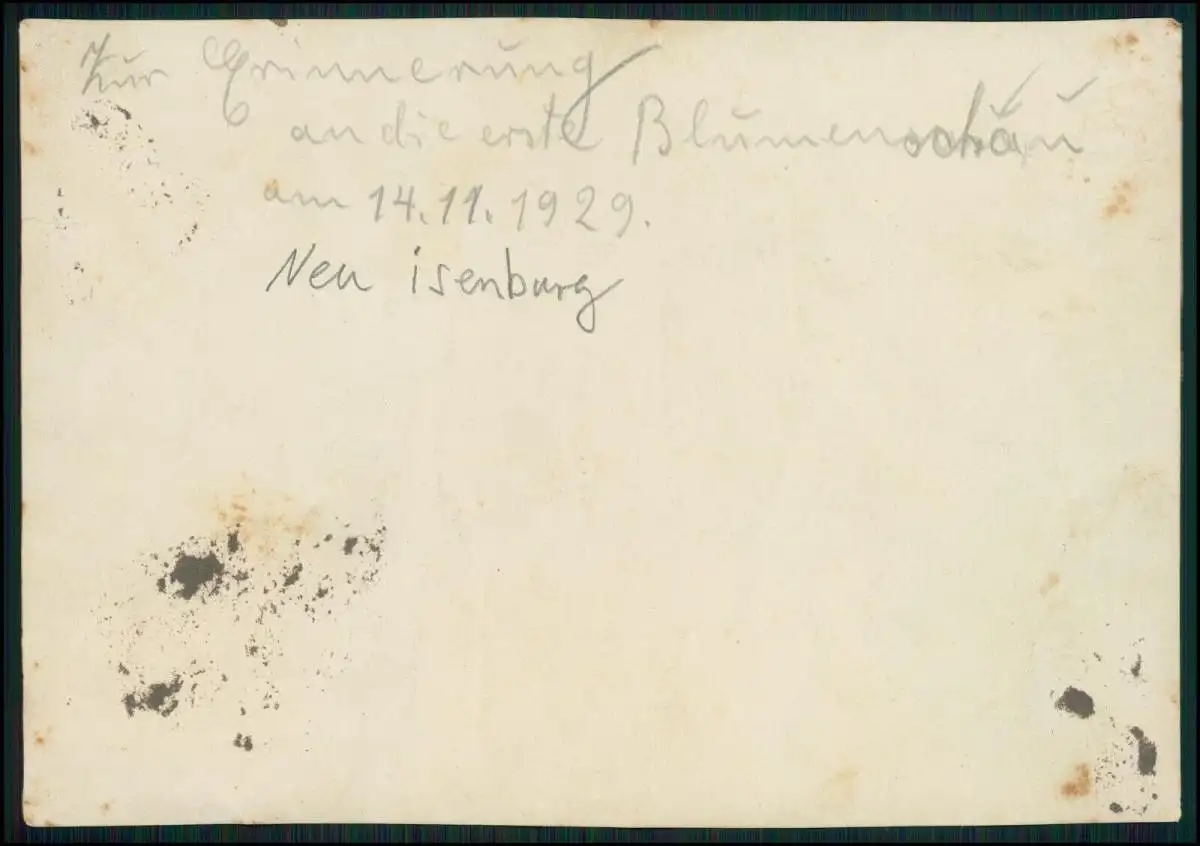 Zur Erinnerung
an die erste Blumenschau
am 14.11.1929.
Neu isenburg